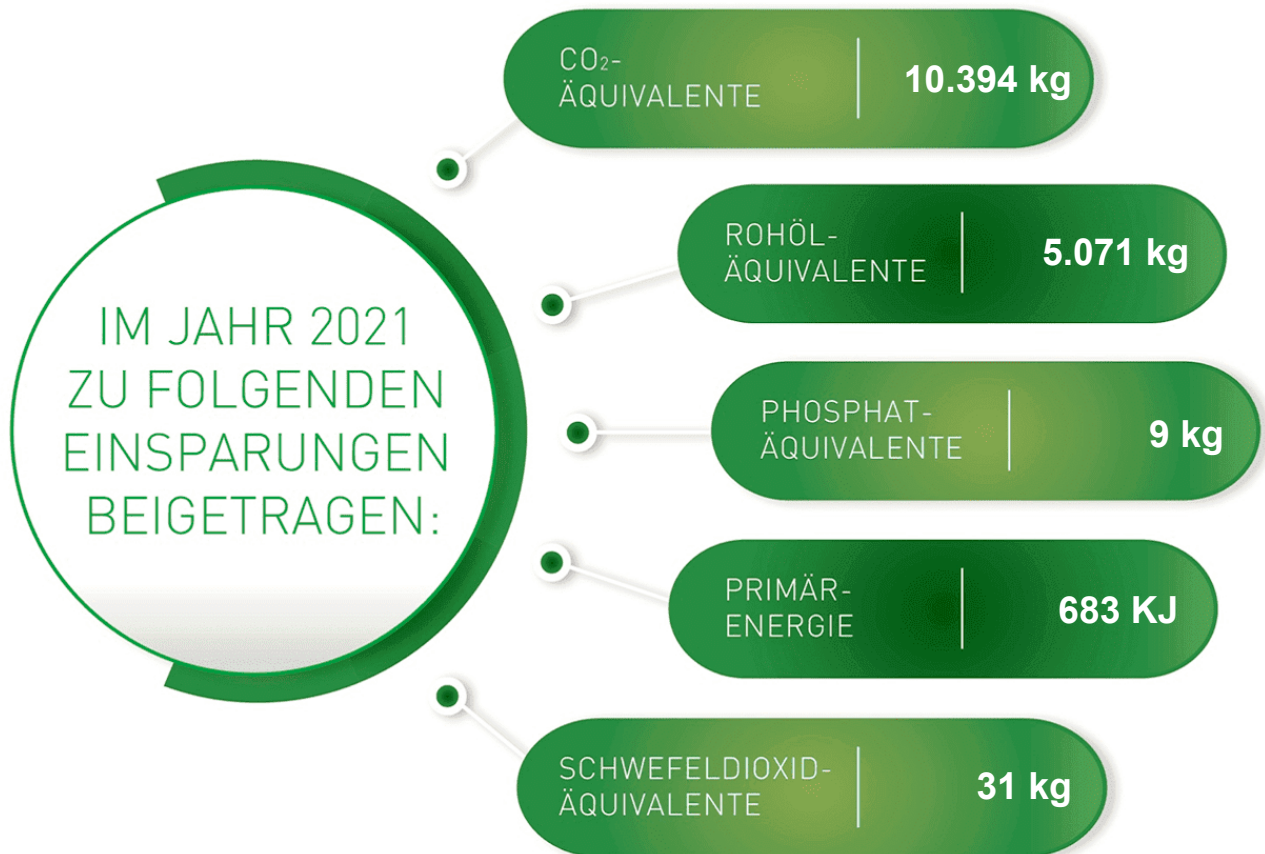 IM JAHR 2021
ZU FOLGENDEN
EINSPARUNGEN
BEIGETRAGEN:
CO₂-
ÄQUIVALENTE
10.394 kg
ROHÖL-
ÄQUIVALENTE
5.071 kg
PHOSPHAT-
ÄQUIVALENTE
9 kg
PRIMÄR-
ENERGIE
683 KJ
SCHWEFELDIOXID-
ÄQUIVALENTE
31 kg